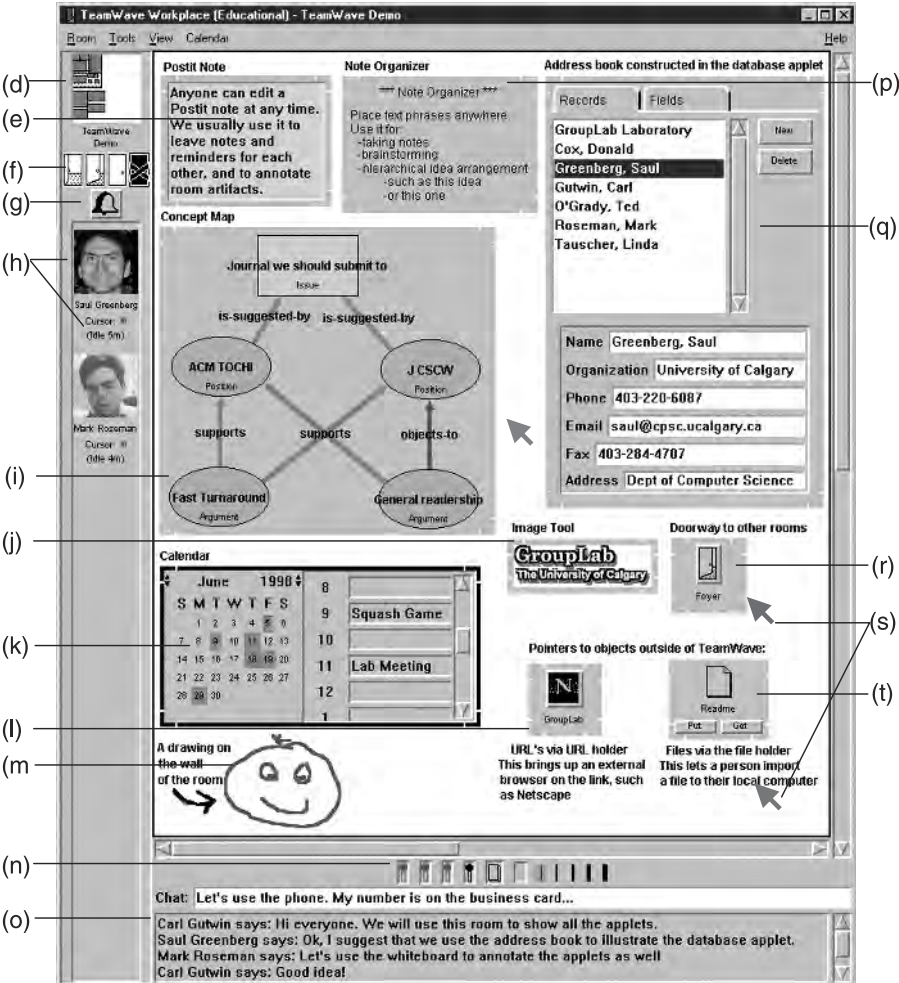 TeamWave Workplace (Educational) - TeamWave Demo
Room Tools View Calendar Help
(d)
TeamWave
Demo
(e)
(f)
(g)
(h)
Saul Greenberg
Cursor:
(Idle 5m)
Mark Roseman
Cursor:
(Idle 4m)
(i)
(j)
(k)
(l)
(m)
(n)
(o)
Postit Note
Anyone can edit a
Postit note at any time.
We usually use it to
leave notes and
reminders for each
other, and to annotate
room artifacts.
Note Organizer
*** Note Organizer ***
Place text phrases anywhere
Use it for:
-taking notes
-brainstorming
-hierarchical idea arrangement
-such as this idea
-or this one
(p)
Address book constructed in the database applet
Records Fields
GroupLab Laboratory
Cox, Donald
Greenberg, Saul
Gutwin, Carl
O'Grady, Ted
Roseman, Mark
Tauscher, Linda
New
Delete
(q)
Name Greenberg, Saul
Organization University of Calgary
Phone 403-220-6087
Email saul@cpsc.ucalgary.ca
Fax 403-284-4707
Address Dept of Computer Science
Concept Map
Journal we should submit to
Issue
is-suggested-by is-suggested-by
ACM TOCHI
Position
J CSCW
Position
supports supports objects-to
Fast Turnaround
Argument
General readership
Argument
Image Tool
GroupLab
The University of Calgary
Doorway to other rooms
Foyer
(r)
(s)
Calendar
June 1998
S M T W T F S
1 2 3 4 5 6
7 8 9 10 11 12 13
14 15 16 17 18 19 20
21 22 23 24 25 26 27
28 29 30
8
9 Squash Game
10
11 Lab Meeting
12
1
Pointers to objects outside of TeamWave:
N
GroupLab
Readme
Put Get
(t)
URL's via URL holder
This brings up an external
browser on the link, such
as Netscape
Files via the file holder
This lets a person import
a file to their local computer
A drawing on
the wall
of the room
Chat: Let's use the phone. My number is on the business card...
Carl Gutwin says: Hi everyone. We will use this room to show all the applets.
Saul Greenberg says: Ok, I suggest that we use the address book to illustrate the database applet.
Mark Roseman says: Let's use the whiteboard to annotate the applets as well
Carl Gutwin says: Good idea!